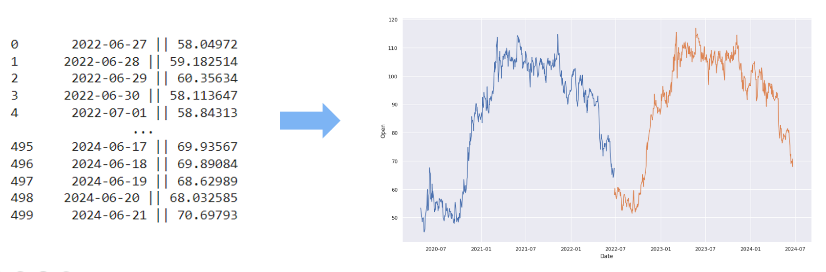 0 2022-06-27 || 58.04972
1 2022-06-28 || 59.182514
2 2022-06-29 || 60.35634
3 2022-06-30 || 58.113647
4 2022-07-01 || 58.84313
...
495 2024-06-17 || 69.93567
496 2024-06-18 || 69.89084
497 2024-06-19 || 68.62989
498 2024-06-20 || 68.032585
499 2024-06-21 || 70.69793
120
110
100
90
80
70
60
50
Open
2020-07 2021-01 2021-07 2022-01 2022-07 2023-01 2023-07 2024-01 2024-07
Date